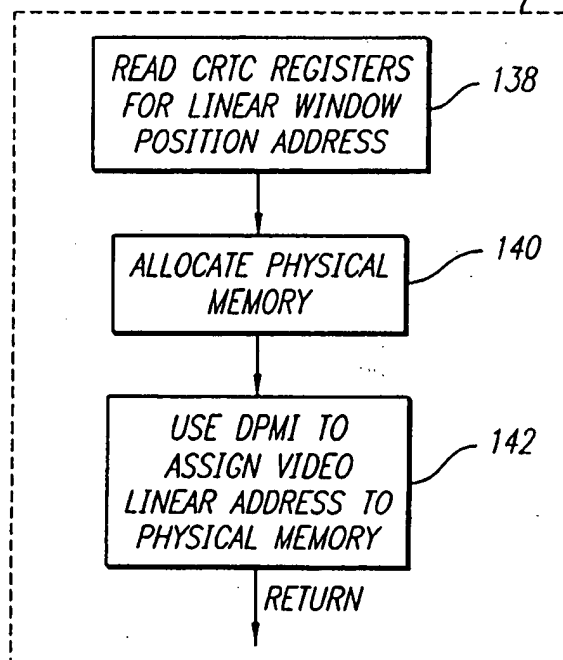 READ CRTC REGISTERS
FOR LINEAR WINDOW
POSITION ADDRESS
138
ALLOCATE PHYSICAL
MEMORY
140
USE DPMI TO
ASSIGN VIDEO
LINEAR ADDRESS TO
PHYSICAL MEMORY
142
RETURN